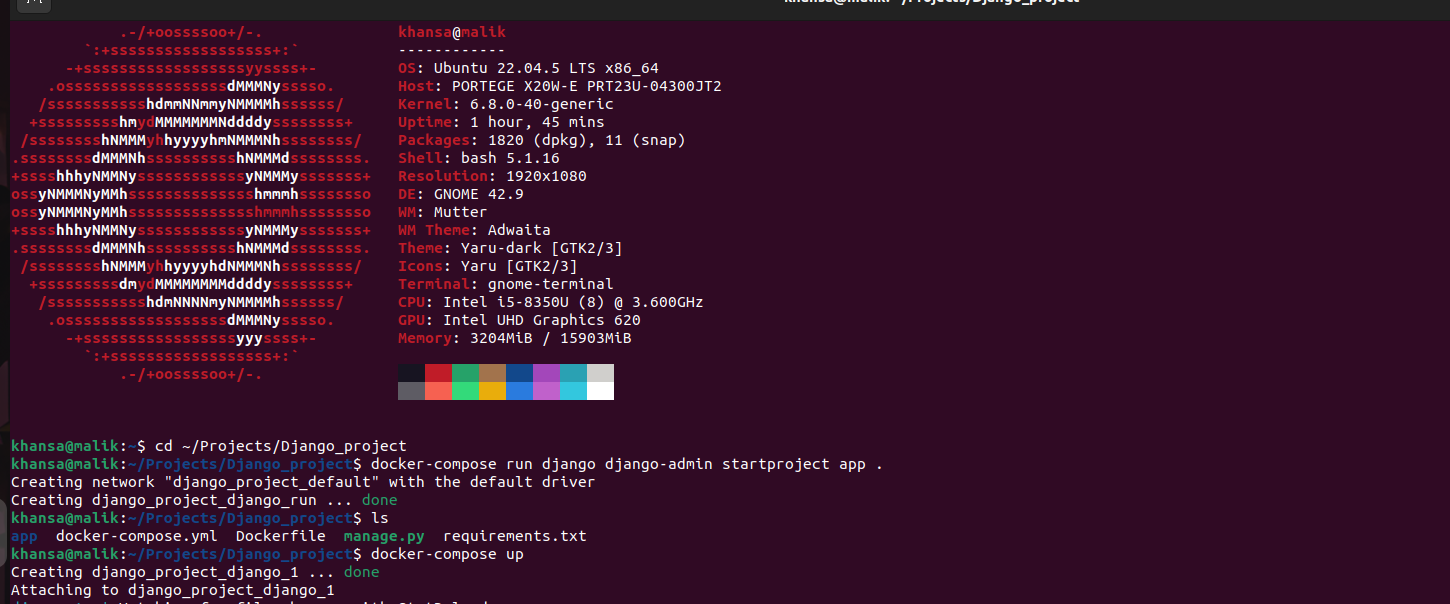 khansa@malik: ~/Projects/Django_project
.-/+oossssoo+/-. khansa@malik
`:+ssssssssssssssssss+:` ------------
-+ssssssssssssssssssyyssss+- OS: Ubuntu 22.04.5 LTS x86_64
.ossssssssssssssssssdMMMNysssso. Host: PORTEGE X20W-E PRT23U-04300JT2
/ssssssssssshdmmNNmmyNMMMMhssssss/ Kernel: 6.8.0-40-generic
+ssssssssshmydMMMMMMMNddddyssssssss+ Uptime: 1 hour, 45 mins
/sssssssshNMMMyhhyyyyhmNMMMNhssssssss/ Packages: 1820 (dpkg), 11 (snap)
.ssssssssdMMMNhsssssssssshNMMMdssssssss. Shell: bash 5.1.16
+sssshhhyNMMNyssssssssssssyNMMMysssssss+ Resolution: 1920x1080
ossyNMMMNyMMhsssssssssssssshmmmhssssssso DE: GNOME 42.9
ossyNMMMNyMMhsssssssssssssshmmmhssssssso WM: Mutter
+sssshhhyNMMNyssssssssssssyNMMMysssssss+ WM Theme: Adwaita
.ssssssssdMMMNhsssssssssshNMMMdssssssss. Theme: Yaru-dark [GTK2/3]
/sssssssshNMMMyhhyyyyhdNMMMNhssssssss/ Icons: Yaru [GTK2/3]
+sssssssssdmydMMMMMMMMddddyssssssss+ Terminal: gnome-terminal
/ssssssssssshdmNNNNmyNMMMMhssssss/ CPU: Intel i5-8350U (8) @ 3.600GHz
.ossssssssssssssssssdMMMNysssso. GPU: Intel UHD Graphics 620
-+sssssssssssssssssyyyssss+- Memory: 3204MiB / 15903MiB
`:+ssssssssssssssssss+:`
.-/+oossssoo+/-.
khansa@malik:~$ cd ~/Projects/Django_project
khansa@malik:~/Projects/Django_project$ docker-compose run django django-admin startproject app .
Creating network "django_project_default" with the default driver
Creating django_project_django_run ... done
khansa@malik:~/Projects/Django_project$ ls
app docker-compose.yml Dockerfile manage.py requirements.txt
khansa@malik:~/Projects/Django_project$ docker-compose up
Creating django_project_django_1 ... done
Attaching to django_project_django_1